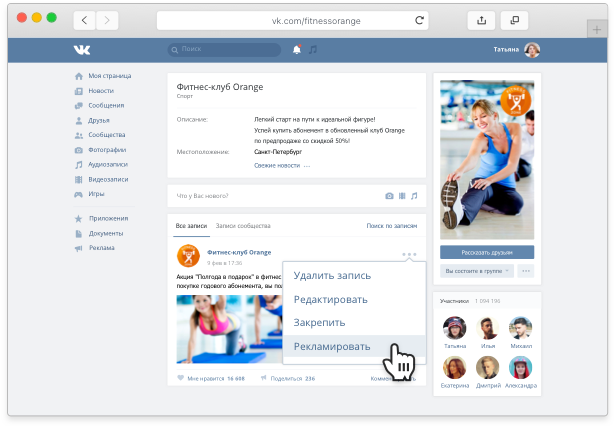 vk.com/fitnessorange
Поиск
Татьяна
Моя страница
Новости
Сообщения
Друзья
Сообщества
Фотографии
Аудиозаписи
Видеозаписи
Игры
Приложения
Документы
Реклама
Фитнес-клуб Orange
Спорт
Описание:
Легкий старт на пути к идеальной фигуре!
Успей купить абонемент в обновленный клуб Orange
по предпродаже со скидкой 50%!
Местоположение:
Санкт-Петербург
Свежие новости
Что у Вас нового?
Все записи
Записи сообщества
Поиск по записям
Фитнес-клуб Orange
9 фев в 17:36
Акция "Полгода в подарок" в фитнес
покупке годового абонемента, вы пол
Удалить запись
Редактировать
Закрепить
Рекламировать
Мне нравится 16 608
Поделиться 236
Рассказать друзьям
Вы состоите в группе
Участники 1 094 196
Татьяна
Илья
Михаил
Екатерина
Дмитрий
Александра